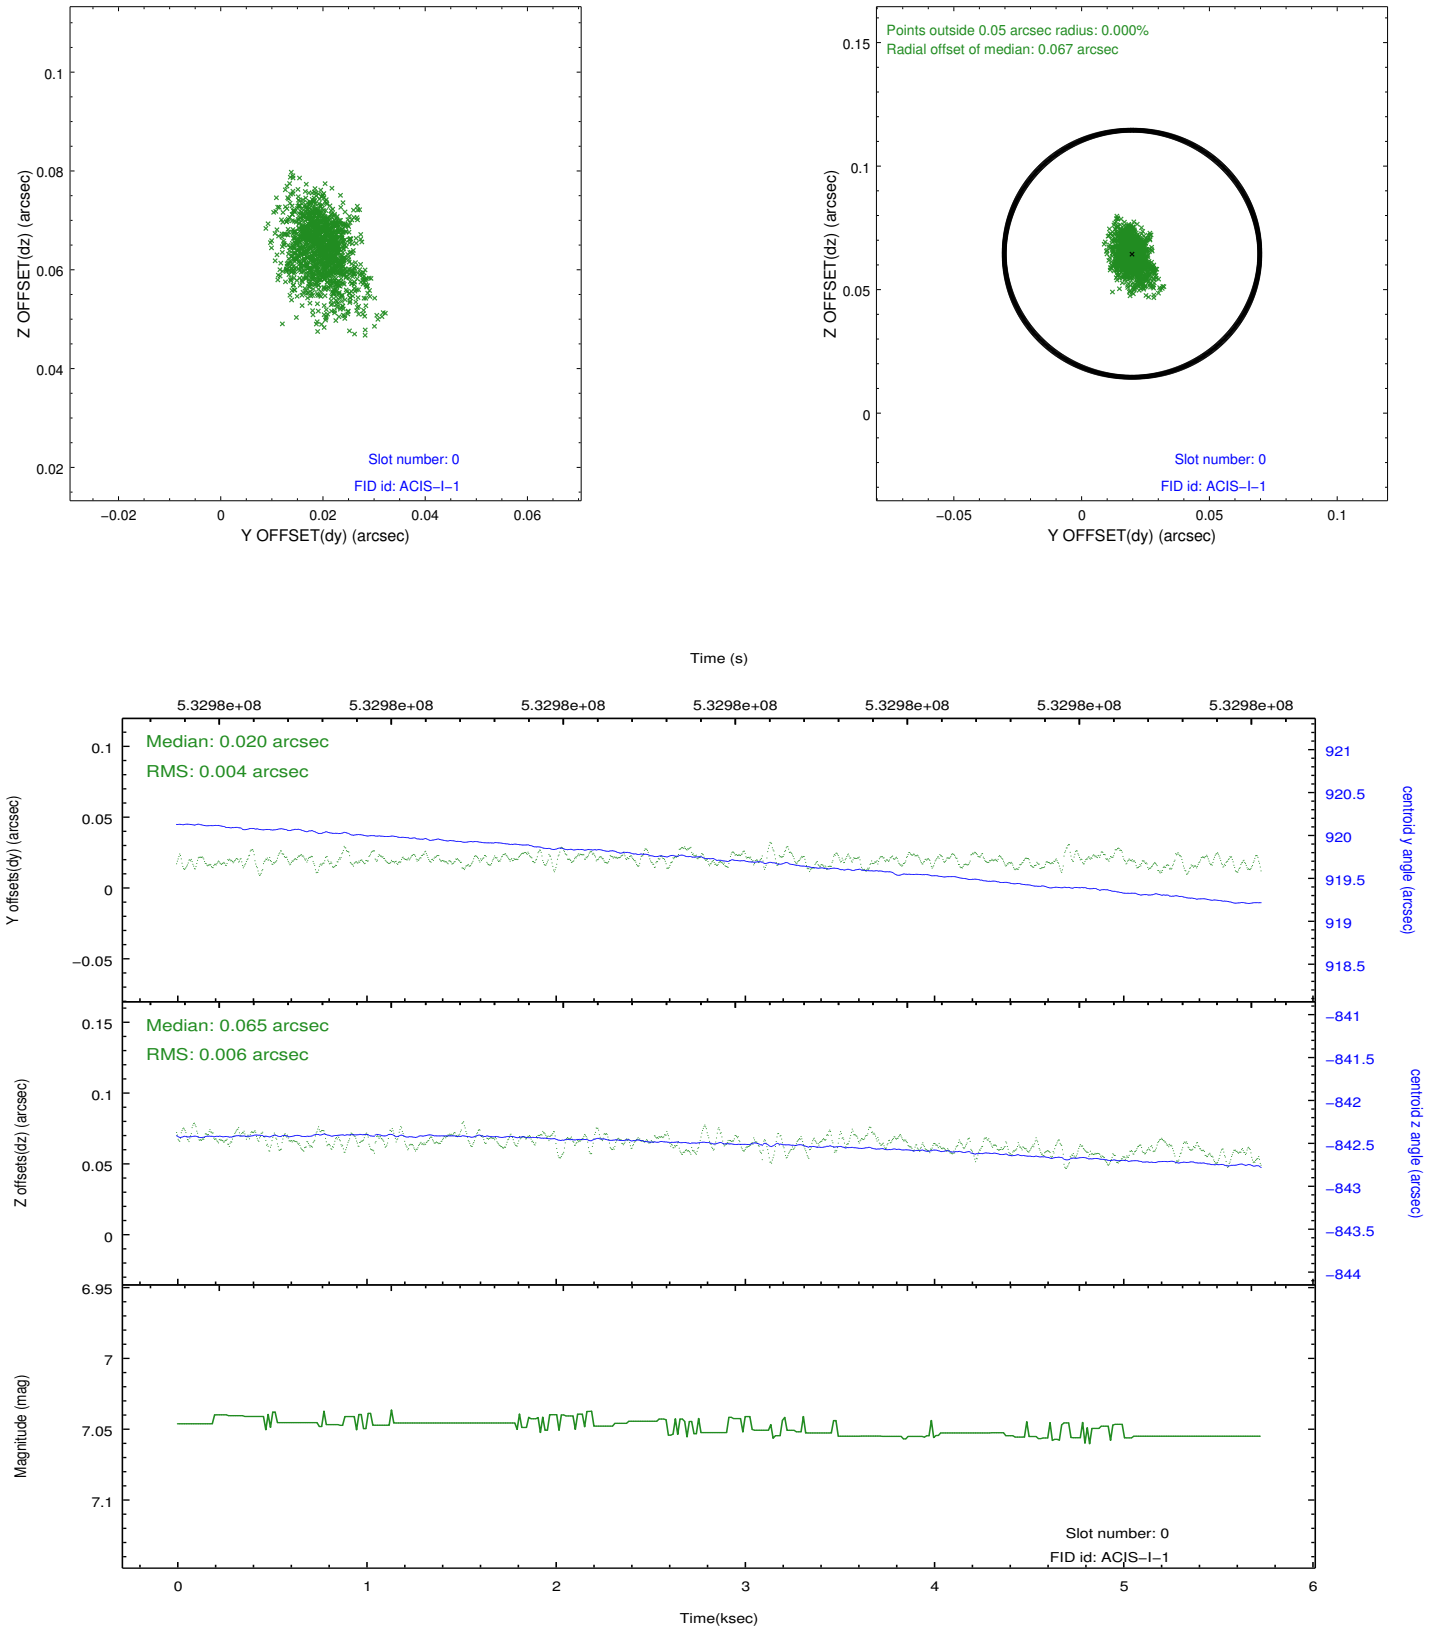 0.1
0.08
0.06
0.04
0.02
Z OFFSET(dz) (arcsec)
Slot number: 0
FID id: ACIS−I−1
−0.02 0 0.02 0.04 0.06
Y OFFSET(dy) (arcsec)
Points outside 0.05 arcsec radius: 0.000%
Radial offset of median: 0.067 arcsec
0.15
0.1
0.05
0
Z OFFSET(dz) (arcsec)
Slot number: 0
FID id: ACIS−I−1
−0.05 0 0.05 0.1
Y OFFSET(dy) (arcsec)
Time (s)
5.3298e+08 5.3298e+08 5.3298e+08 5.3298e+08 5.3298e+08 5.3298e+08 5.3298e+08
Median: 0.020 arcsec
RMS: 0.004 arcsec
0.1
0.05
0
−0.05
Y offsets(dy) (arcsec)
921
920.5
920
919.5
919
918.5
centroid y angle (arcsec)
Median: 0.065 arcsec
RMS: 0.006 arcsec
0.15
0.1
0.05
0
Z offsets(dz) (arcsec)
−841
−841.5
−842
−842.5
−843
−843.5
−844
centroid z angle (arcsec)
6.95
7
7.05
7.1
Magnitude (mag)
Slot number: 0
FID id: ACIS−I−1
0 1 2 3 4 5 6
Time(ksec)